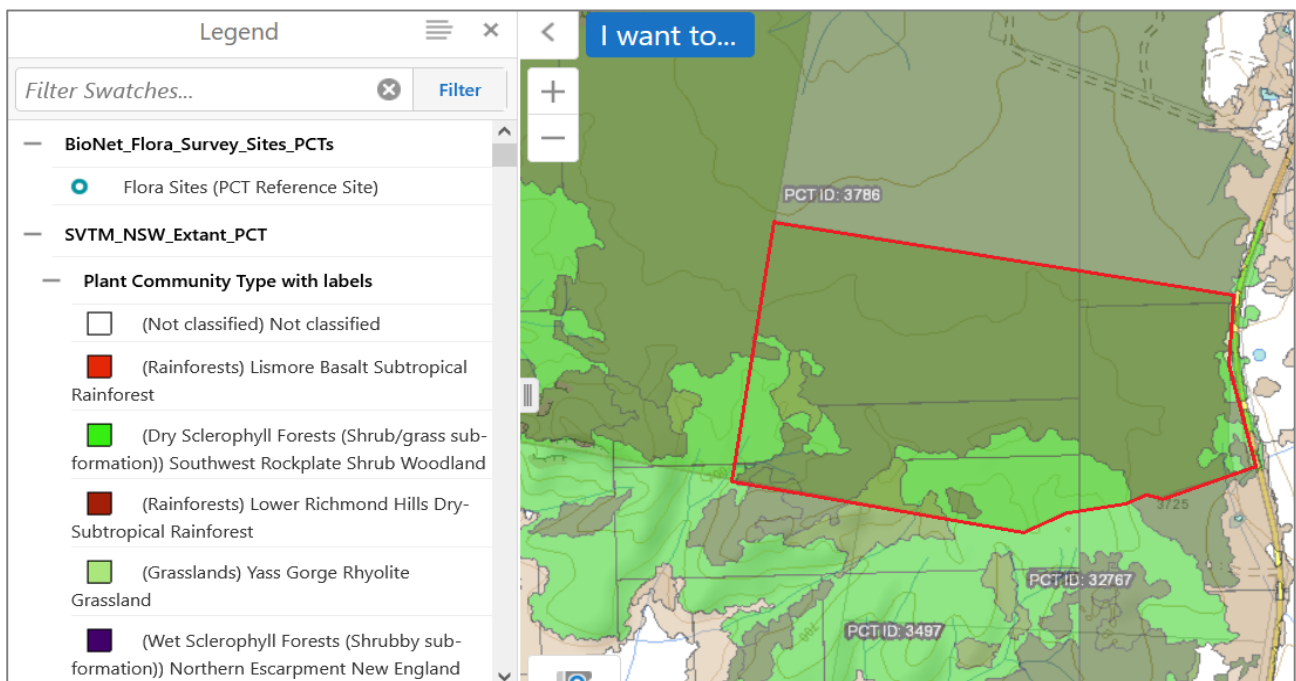 Legend
Filter Swatches...
Filter
BioNet_Flora_Survey_Sites_PCTs
Flora Sites (PCT Reference Site)
SVTM_NSW_Extant_PCT
Plant Community Type with labels
(Not classified) Not classified
(Rainforests) Lismore Basalt Subtropical
Rainforest
(Dry Sclerophyll Forests (Shrub/grass sub-
formation)) Southwest Rockplate Shrub Woodland
(Rainforests) Lower Richmond Hills Dry-
Subtropical Rainforest
(Grasslands) Yass Gorge Rhyolite
Grassland
(Wet Sclerophyll Forests (Shrubby sub-
formation)) Northern Escarpment New England
I want to...
PCT ID: 3786
3725
PCT ID: 32767
PCT ID: 3497